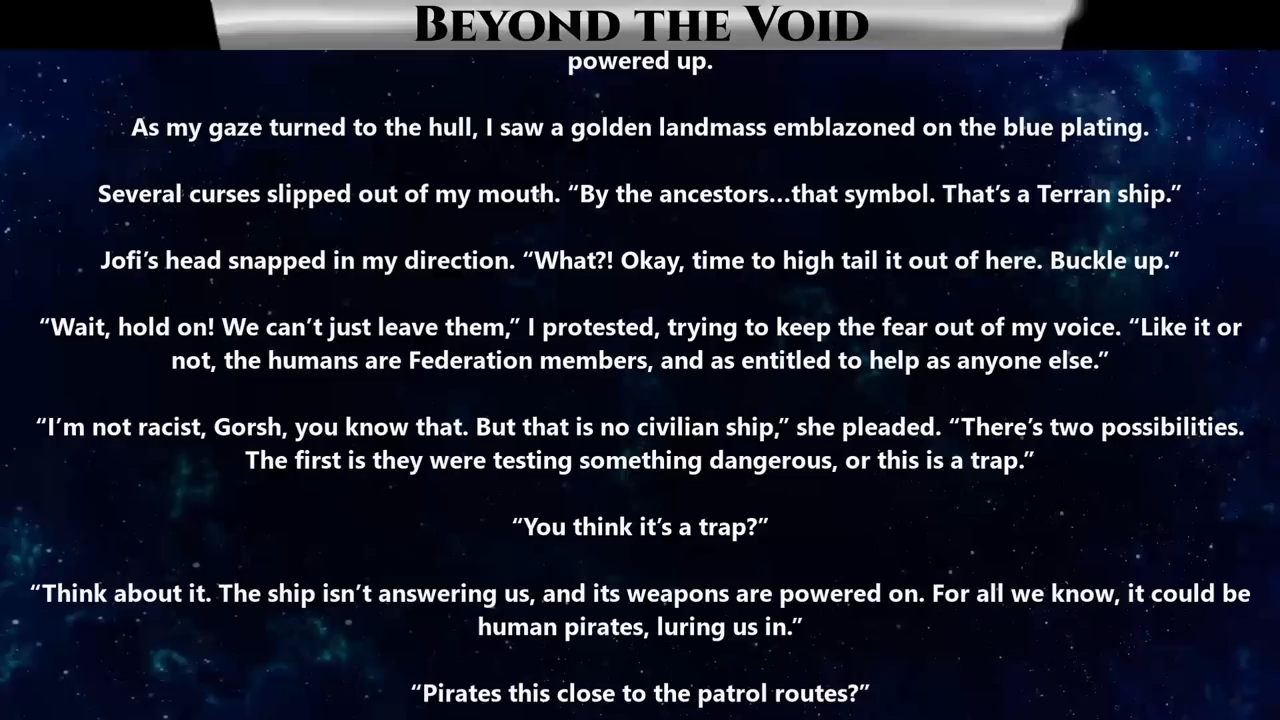 BEYOND THE VOID
powered up.
As my gaze turned to the hull, I saw a golden landmass emblazoned on the blue plating.
Several curses slipped out of my mouth. “By the ancestors…that symbol. That’s a Terran ship.”
Jofi’s head snapped in my direction. “What?! Okay, time to high tail it out of here. Buckle up.”
“Wait, hold on! We can’t just leave them,” I protested, trying to keep the fear out of my voice. “Like it or
not, the humans are Federation members, and as entitled to help as anyone else.”
“I’m not racist, Gorsh, you know that. But that is no civilian ship,” she pleaded. “There’s two possibilities.
The first is they were testing something dangerous, or this is a trap.”
“You think it’s a trap?”
“Think about it. The ship isn’t answering us, and its weapons are powered on. For all we know, it could be
human pirates, luring us in.”
“Pirates this close to the patrol routes?”